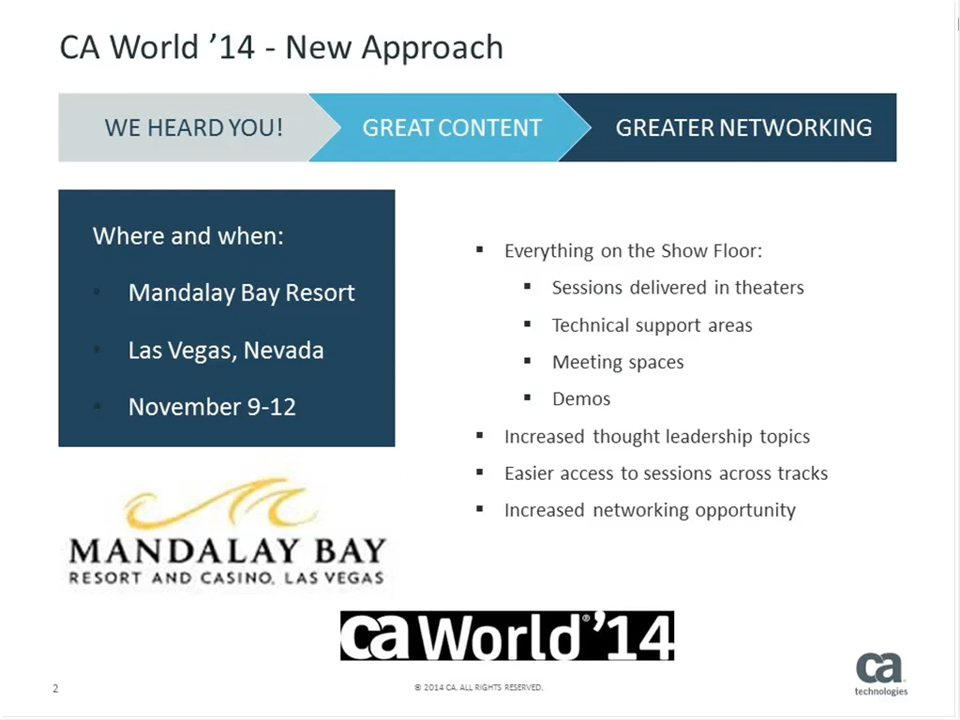 CA World ’14 - New Approach
WE HEARD YOU!
GREAT CONTENT
GREATER NETWORKING
Where and when:
• Mandalay Bay Resort
• Las Vegas, Nevada
• November 9-12
▪ Everything on the Show Floor:
▪ Sessions delivered in theaters
▪ Technical support areas
▪ Meeting spaces
▪ Demos
▪ Increased thought leadership topics
▪ Easier access to sessions across tracks
▪ Increased networking opportunity
MANDALAY BAY
RESORT AND CASINO, LAS VEGAS
ca World®’14
2
© 2014 CA. ALL RIGHTS RESERVED.
ca
technologies